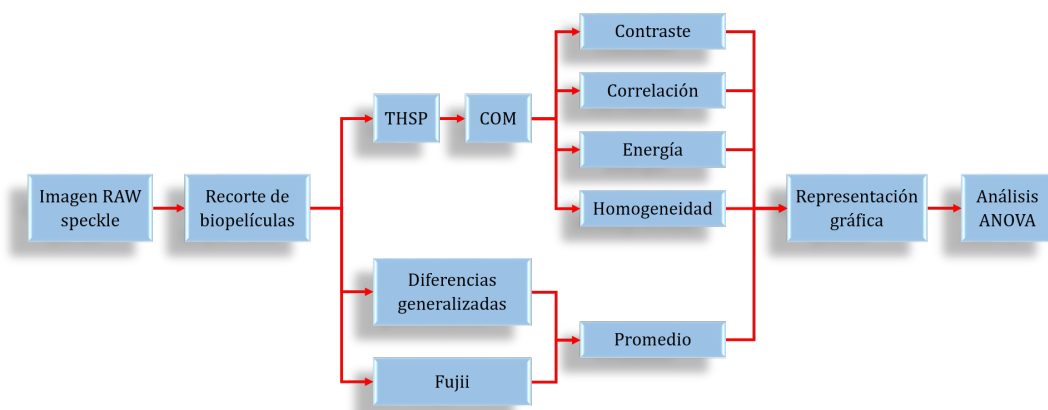 Imagen RAW
speckle
Recorte de
biopelículas
THSP
COM
Contraste
Correlación
Energía
Homogeneidad
Diferencias
generalizadas
Fujii
Promedio
Representación
gráfica
Análisis
ANOVA